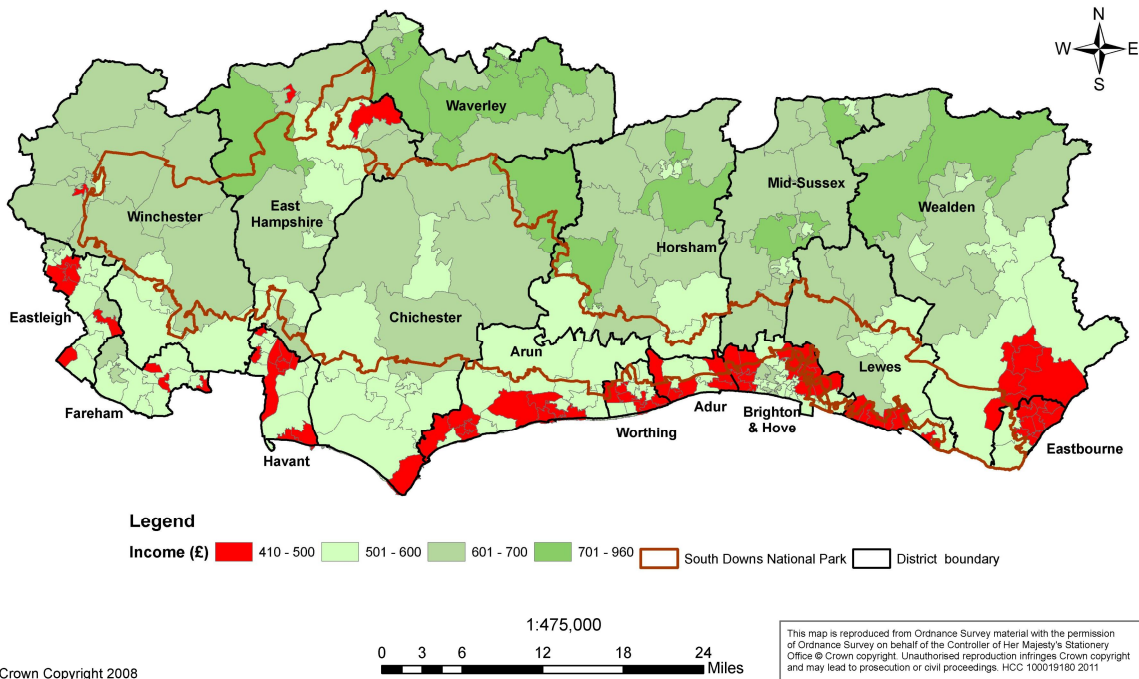 N
W E
S
Waverley
Winchester
East
Hampshire
Mid-Sussex
Wealden
Horsham
Eastleigh
Chichester
Arun
Lewes
Fareham
Adur
Worthing
Brighton
& Hove
Havant
Eastbourne
Legend
Income (£) 410 - 500 501 - 600 601 - 700 701 - 960 South Downs National Park District boundary
1:475,000
0 3 6 12 18 24
Miles
This map is reproduced from Ordnance Survey material with the permission
of Ordnance Survey on behalf of the Controller of Her Majesty's Stationery
Office © Crown copyright. Unauthorised reproduction infringes Crown copyright
and may lead to prosecution or civil proceedings. HCC 100019180 2011
Crown Copyright 2008